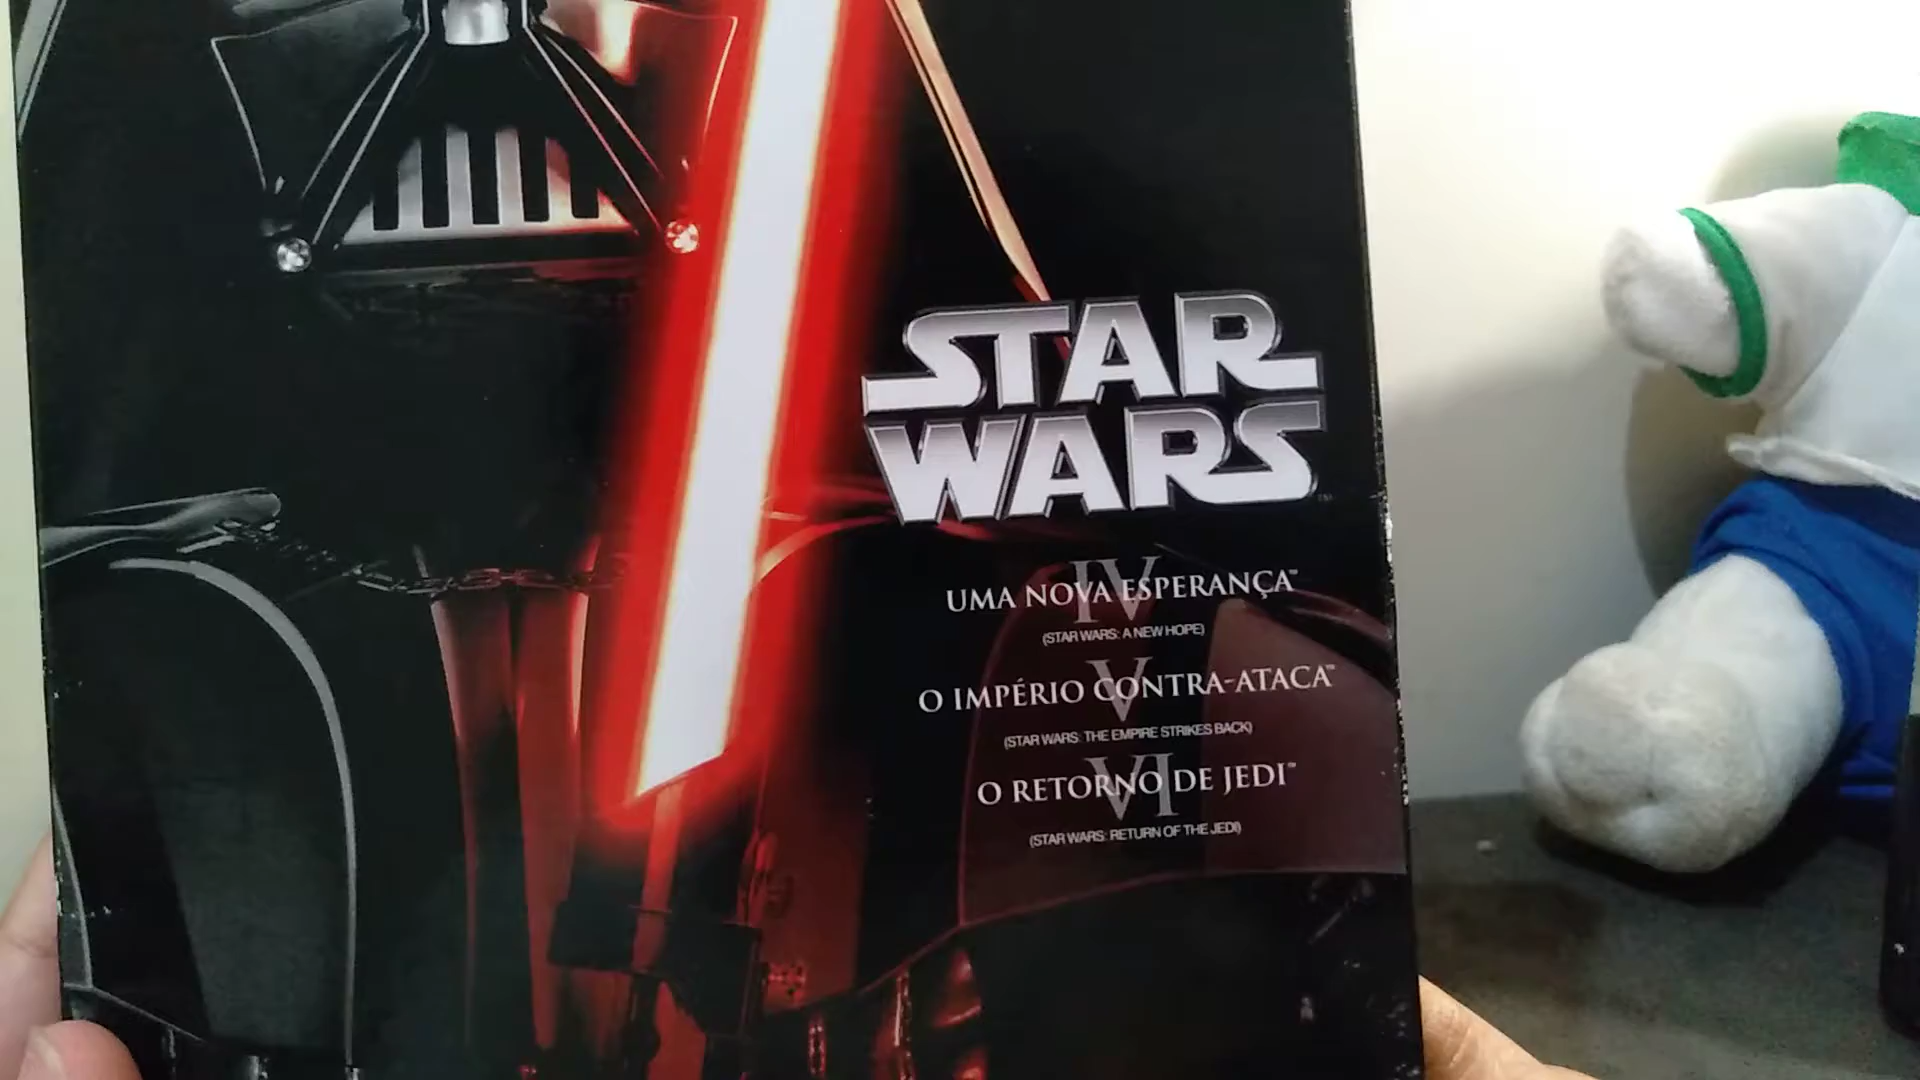 STAR
WARS
IV
UMA NOVA ESPERANÇA™
(STAR WARS: A NEW HOPE)
V
O IMPÉRIO CONTRA-ATACA™
(STAR WARS: THE EMPIRE STRIKES BACK)
VI
O RETORNO DE JEDI™
(STAR WARS: RETURN OF THE JEDI)